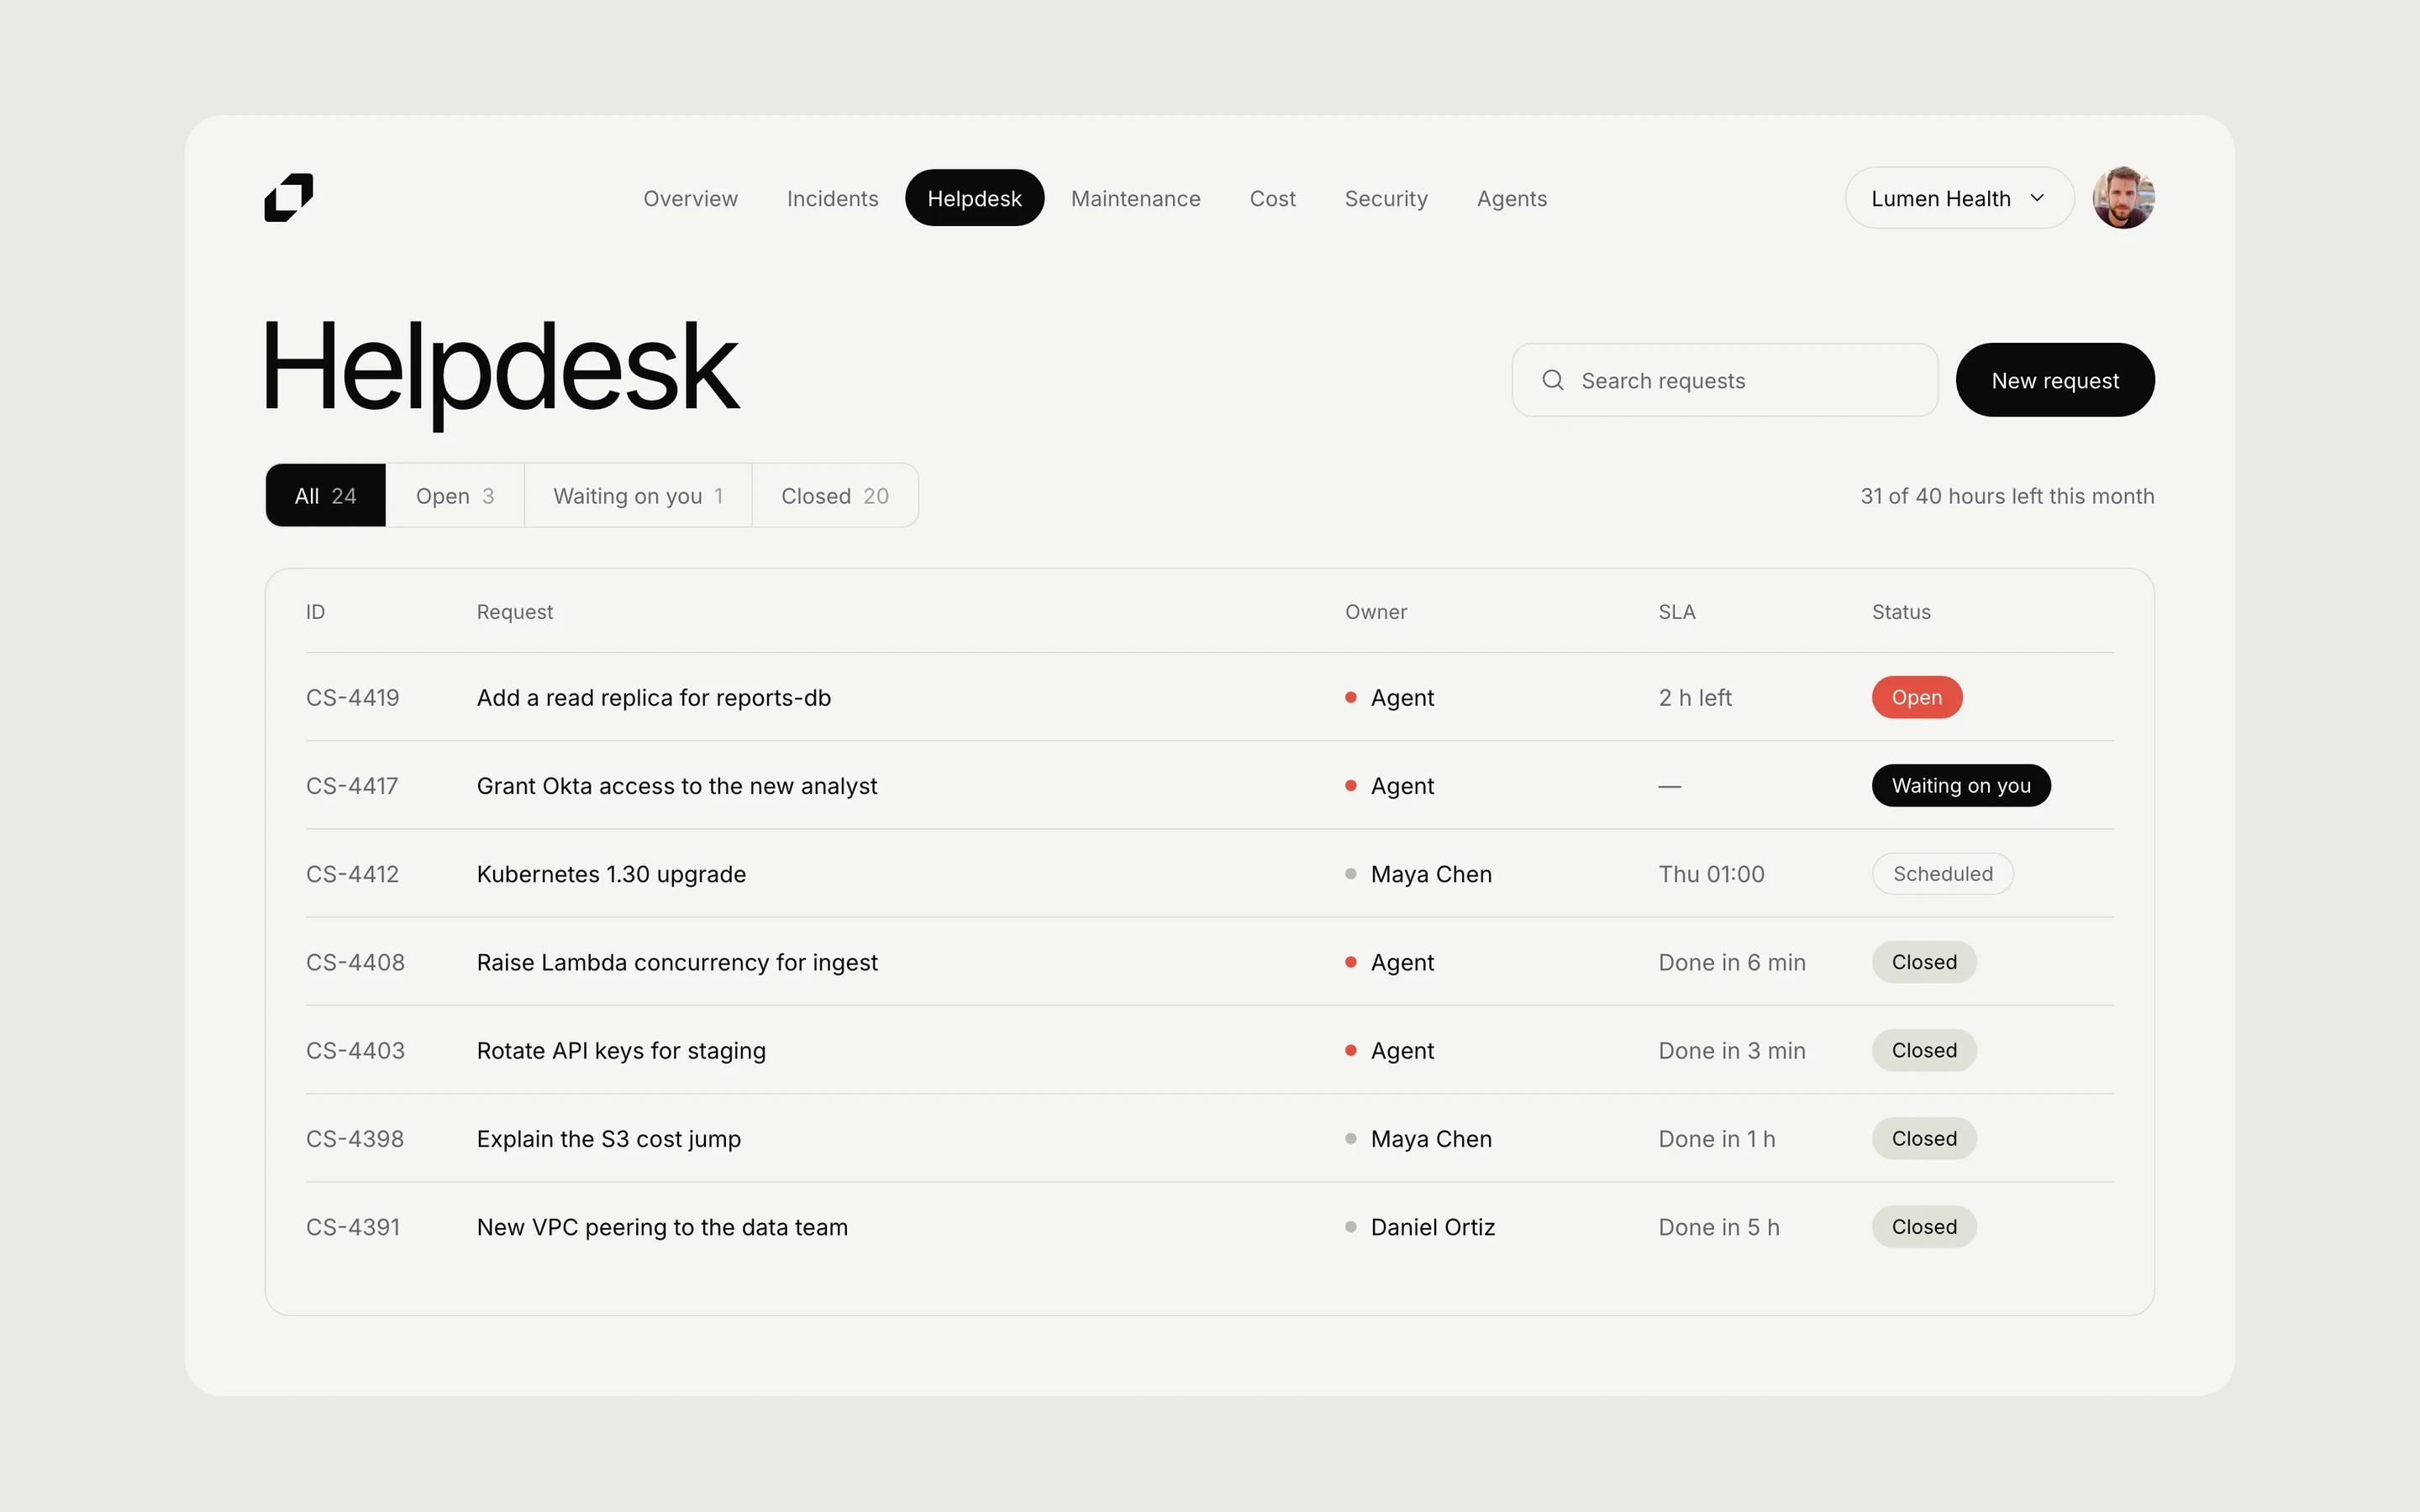 Overview Incidents Helpdesk Maintenance Cost Security Agents Lumen Health
Helpdesk
Search requests New request
All 24 Open 3 Waiting on you 1 Closed 20 31 of 40 hours left this month
ID Request Owner SLA Status
CS-4419 Add a read replica for reports-db Agent 2 h left Open
CS-4417 Grant Okta access to the new analyst Agent — Waiting on you
CS-4412 Kubernetes 1.30 upgrade Maya Chen Thu 01:00 Scheduled
CS-4408 Raise Lambda concurrency for ingest Agent Done in 6 min Closed
CS-4403 Rotate API keys for staging Agent Done in 3 min Closed
CS-4398 Explain the S3 cost jump Maya Chen Done in 1 h Closed
CS-4391 New VPC peering to the data team Daniel Ortiz Done in 5 h Closed